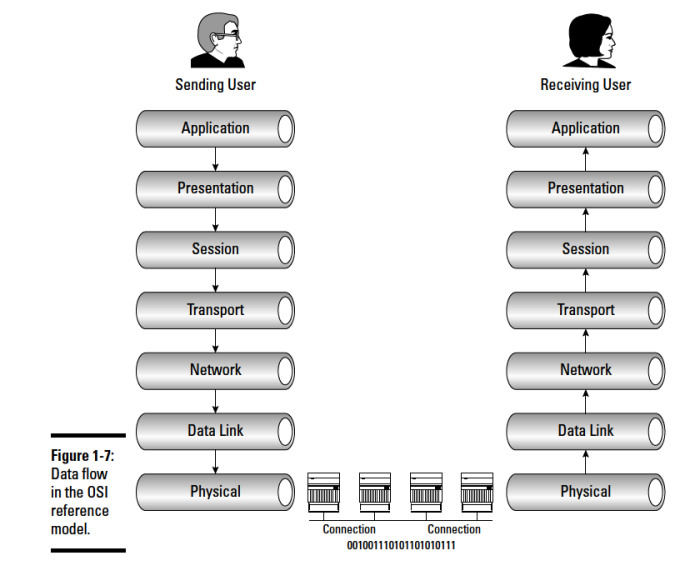 Sending User
Receiving User
Application
Application
Presentation
Presentation
Session
Session
Transport
Transport
Network
Network
Data Link
Data Link
Figure 1-7:
Data flow
in the OSI
reference
model.
Physical
Physical
Connection
Connection
001001110101101010111